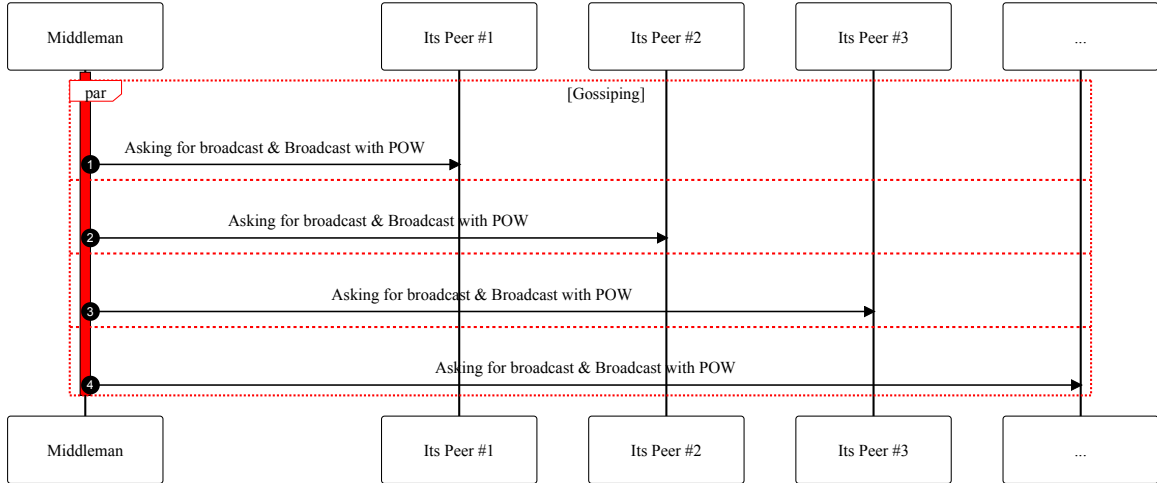 Middleman
Its Peer #1
Its Peer #2
Its Peer #3
...
par
[Gossiping]
Asking for broadcast & Broadcast with POW
1
Asking for broadcast & Broadcast with POW
2
Asking for broadcast & Broadcast with POW
3
Asking for broadcast & Broadcast with POW
4
Middleman
Its Peer #1
Its Peer #2
Its Peer #3
...